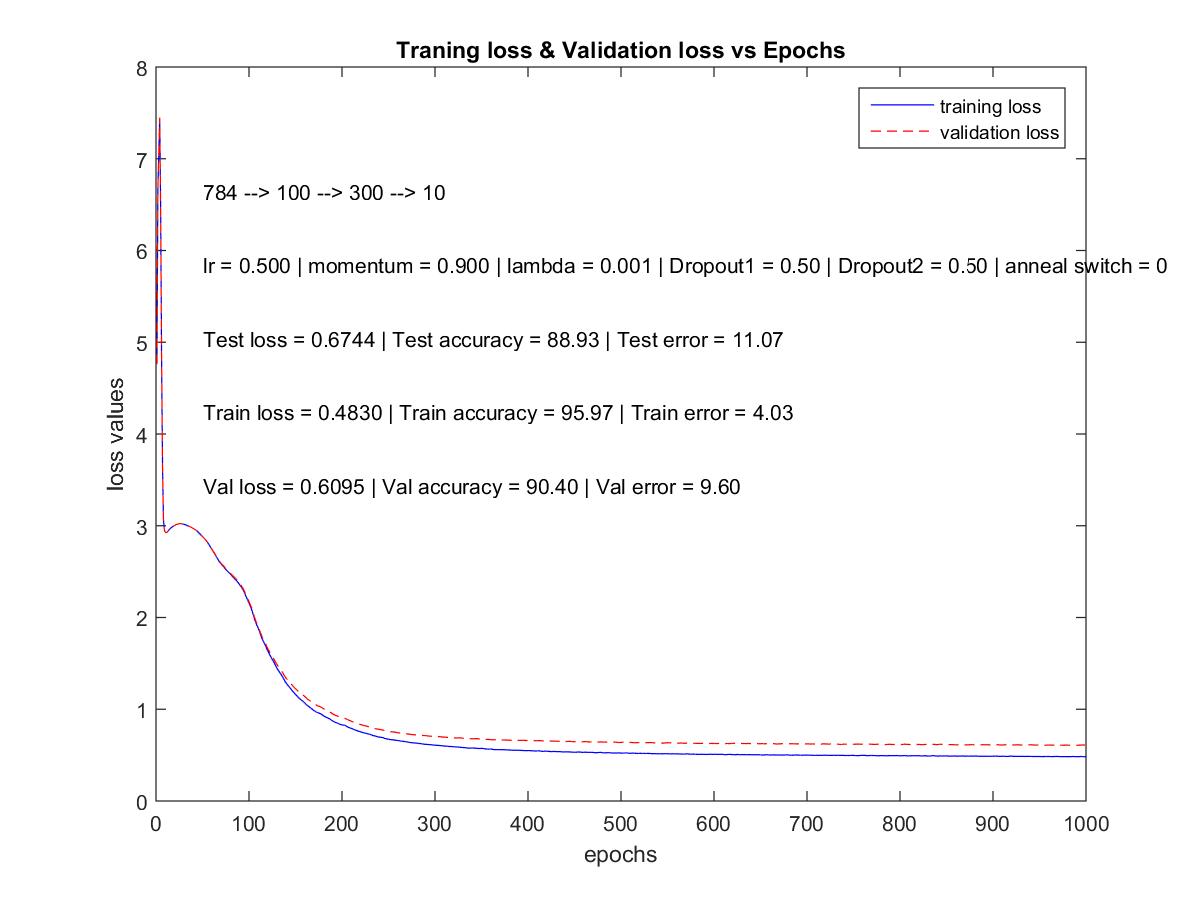 Traning loss & Validation loss vs Epochs
8
training loss
validation loss
7
784 --> 100 --> 300 --> 10
6
lr = 0.500 | momentum = 0.900 | lambda = 0.001 | Dropout1 = 0.50 | Dropout2 = 0.50 | anneal switch = 0
5
Test loss = 0.6744 | Test accuracy = 88.93 | Test error = 11.07
loss values
4
Train loss = 0.4830 | Train accuracy = 95.97 | Train error = 4.03
Val loss = 0.6095 | Val accuracy = 90.40 | Val error = 9.60
3
2
1
0
0 100 200 300 400 500 600 700 800 900 1000
epochs